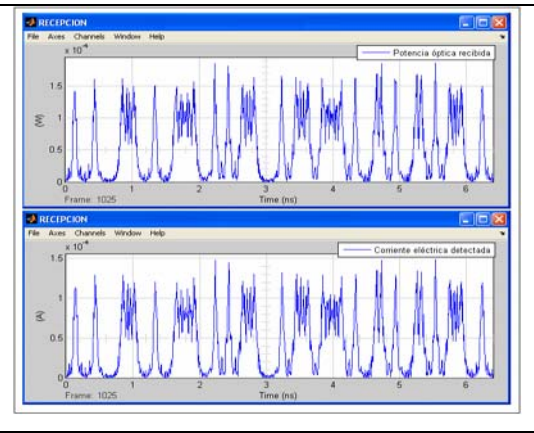 RECEPCION
File Axes Channels Window Help
x 10^-4
Potencia óptica recibida
1.5
1
0.5
0
(W)
0 1 2 3 4 5 6
Frame: 1025
Time (ns)
RECEPCION
File Axes Channels Window Help
x 10^-4
Corriente eléctrica detectada
1.5
1
0.5
0
(A)
0 1 2 3 4 5 6
Frame: 1025
Time (ns)